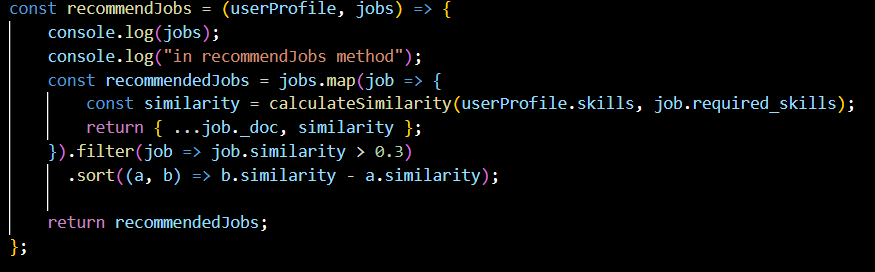 const recommendJobs = (userProfile, jobs) => {
    console.log(jobs);
    console.log("in recommendJobs method");
    const recommendedJobs = jobs.map(job => {
        const similarity = calculateSimilarity(userProfile.skills, job.required_skills);
        return { ...job._doc, similarity };
    }).filter(job => job.similarity > 0.3)
      .sort((a, b) => b.similarity - a.similarity);
    return recommendedJobs;
};